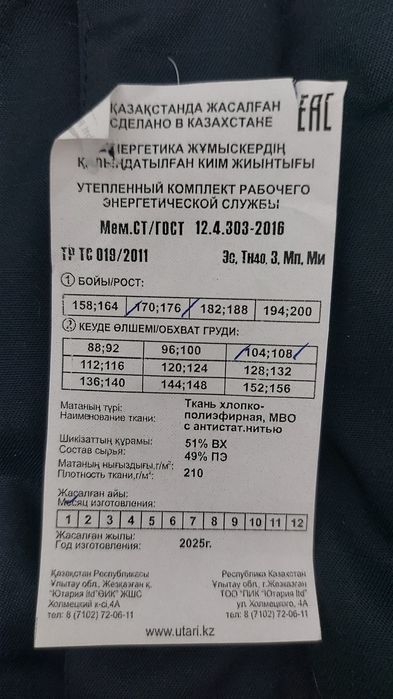 ҚАЗАҚСТАНДА ЖАСАЛҒАН
СДЕЛАНО В КАЗАХСТАНЕ
EAC
НЕРГЕТИКА ЖҰМЫСКЕРДІҢ
ЖЫЛЫНДАТЫЛҒАН КИІМ ЖИЫНТЫҒЫ
УТЕПЛЕННЫЙ КОМПЛЕКТ РАБОЧЕГО
ЭНЕРГЕТИЧЕСКОЙ СЛУЖБЫ
Мем.СТ/ГОСТ 12.4.303-2016
ТР ТС 019/2011 Эс, Тн40, З, Мп, Ми
1 БОЙЫ/РОСТ:
158;164 170;176 182;188 194;200
2 КЕУДЕ ӨЛШЕМІ/ОБХВАТ ГРУДИ:
88;92 96;100 104;108
112;116 120;124 128;132
136;140 144;148 152;156
Матаның түрі: Ткань хлопко-
Наименование ткани: полиэфирная, МВО
с антистат.нитью
Шикізаттың құрамы: 51% ВХ
Состав сырья: 49% ПЭ
Матаның нығыздығы,г/м²:
Плотность ткани,г/м²: 210
Жасалған айы:
Месяц изготовления:
1 2 3 4 5 6 7 8 9 10 11 12
Жасалған жылы:
Год изготовления: 2025г.
Қазақстан Республикасы
Ұлытау обл., Жезқазған қ.
"Ютария ltd"ӨИК" ЖШС
Холмецкий к-сі,4А
тел: 8 (7102) 72-06-11
Республика Казахстан
Улытау обл., г.Жезказган
ТОО "ПИК "Ютария ltd"
ул. Холмецкого, 4А
тел: 8 (7102) 72-06-11
www.utari.kz